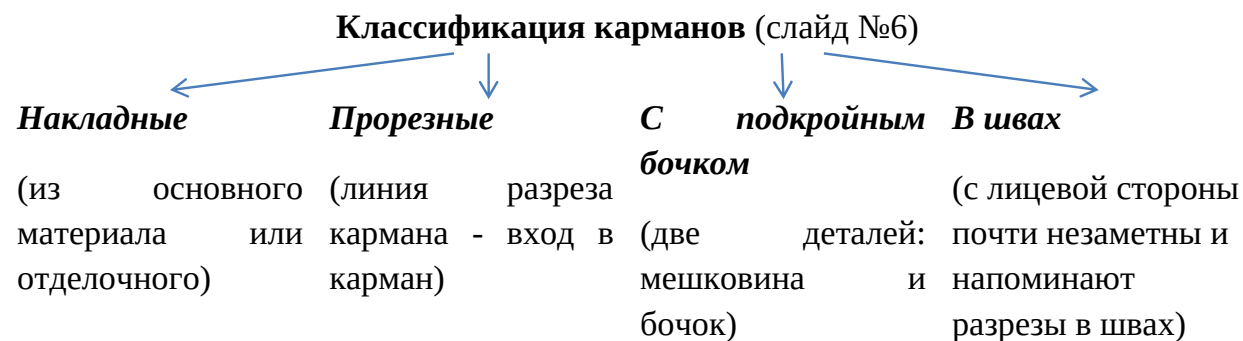 Классификация карманов (слайд №6)
Накладные
(из основного
материала или
отделочного)
Прорезные
(линия разреза
кармана - вход в
карман)
С подкройным
бочком
(две деталей:
мешковина и
бочок)
В швах
(с лицевой стороны
почти незаметны и
напоминают
разрезы в швах)